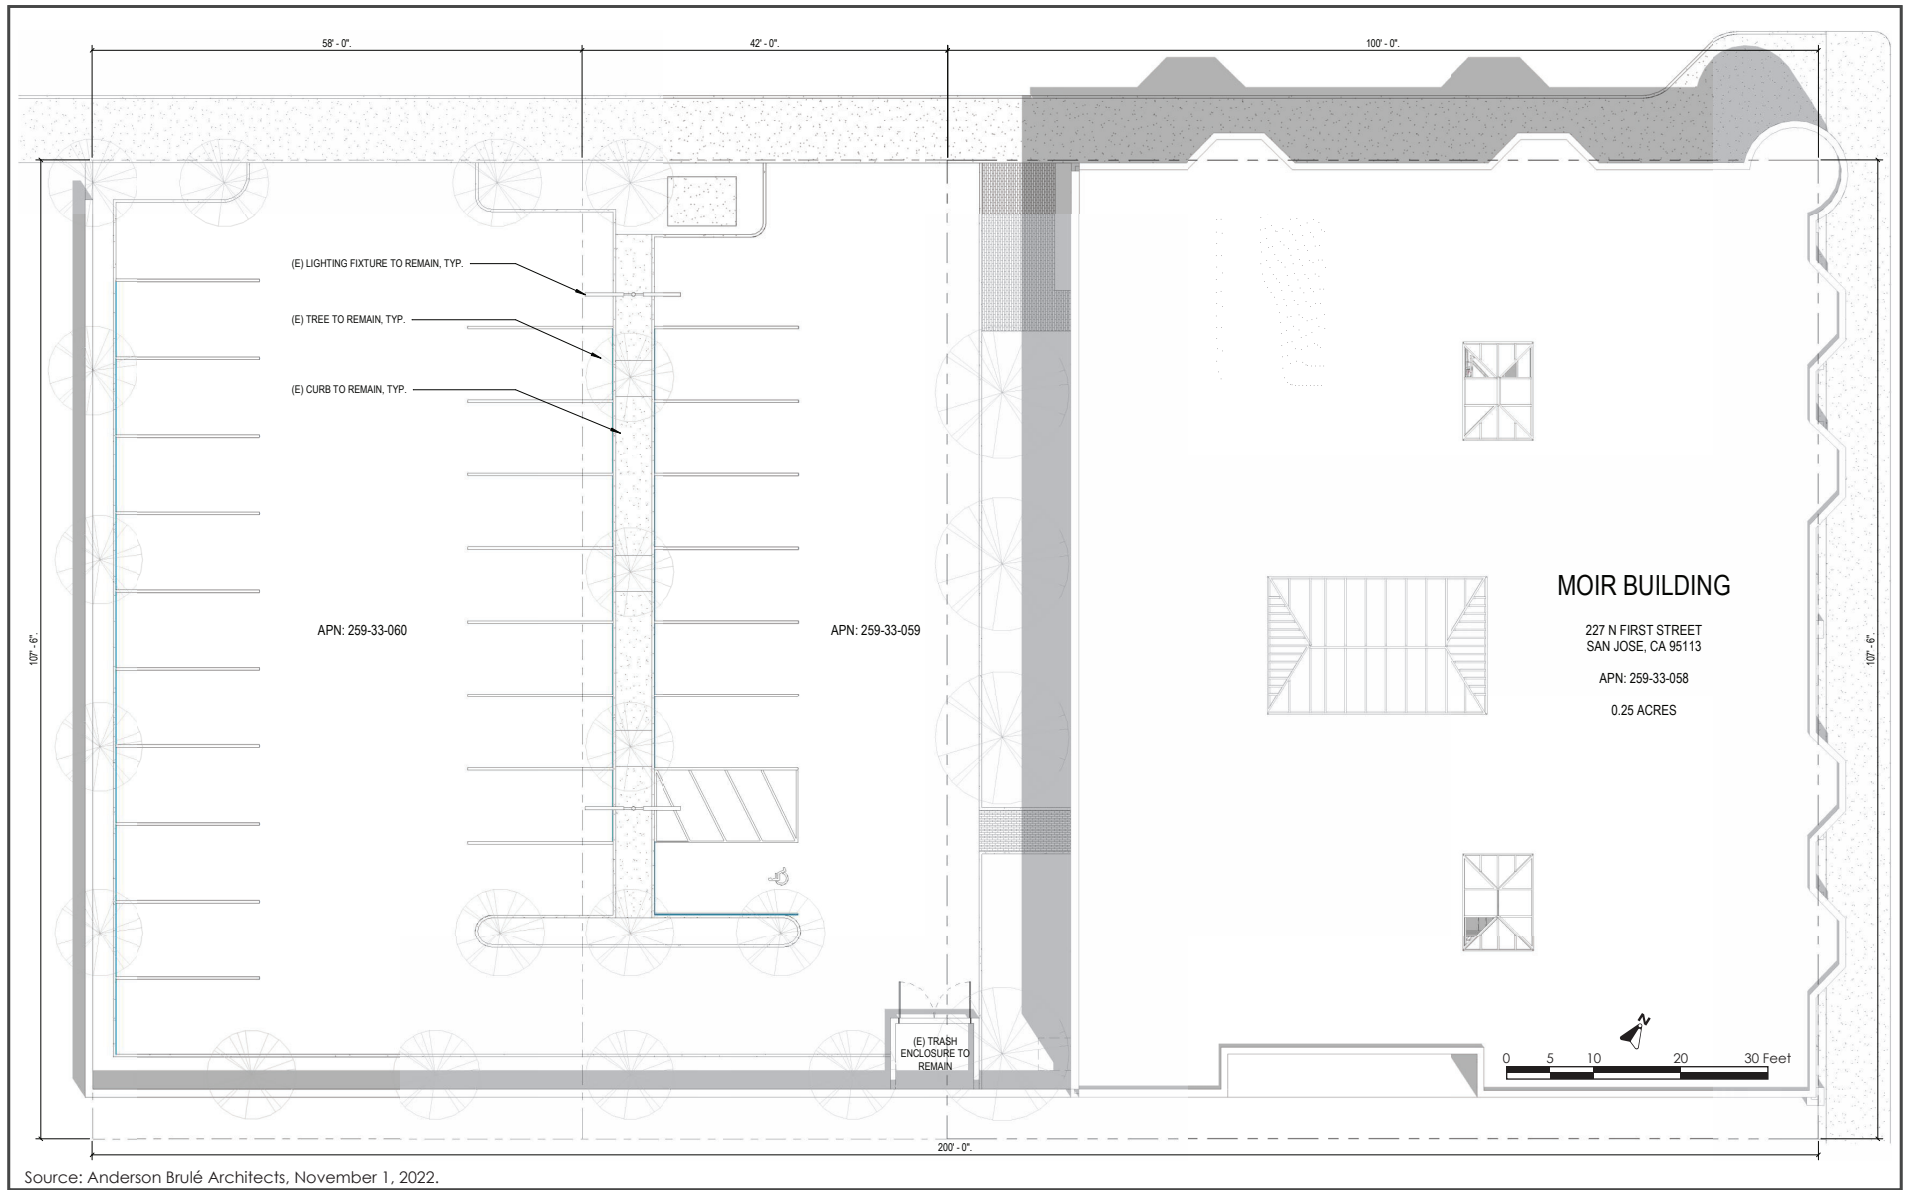 58' - 0".
42' - 0".
100' - 0".
(E) LIGHTING FIXTURE TO REMAIN, TYP.
(E) TREE TO REMAIN, TYP.
(E) CURB TO REMAIN, TYP.
107' - 6".
APN: 259-33-060
APN: 259-33-059
MOIR BUILDING
227 N FIRST STREET
SAN JOSE, CA 95113
APN: 259-33-058
0.25 ACRES
107' - 6".
(E) TRASH
ENCLOSURE TO
REMAIN
N
0 5 10 20 30 Feet
200' - 0".
Source: Anderson Brulé Architects, November 1, 2022.